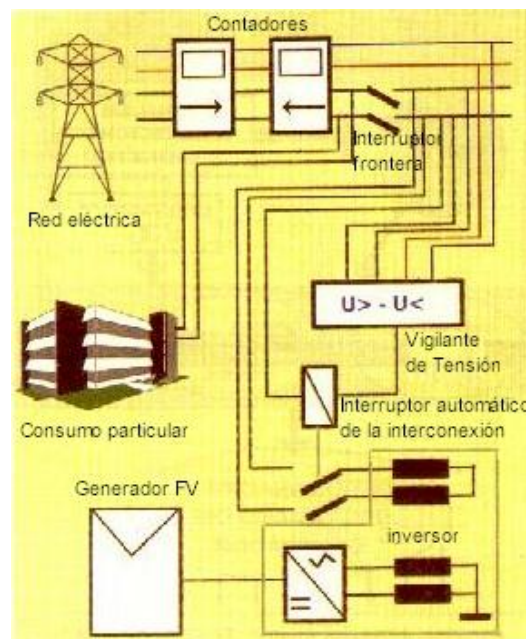 Contadores
Interruptor
frontera
Red eléctrica
U> - U<
Vigilante
de Tensión
Consumo particular
Interruptor automático
de la interconexión
Generador FV
inversor